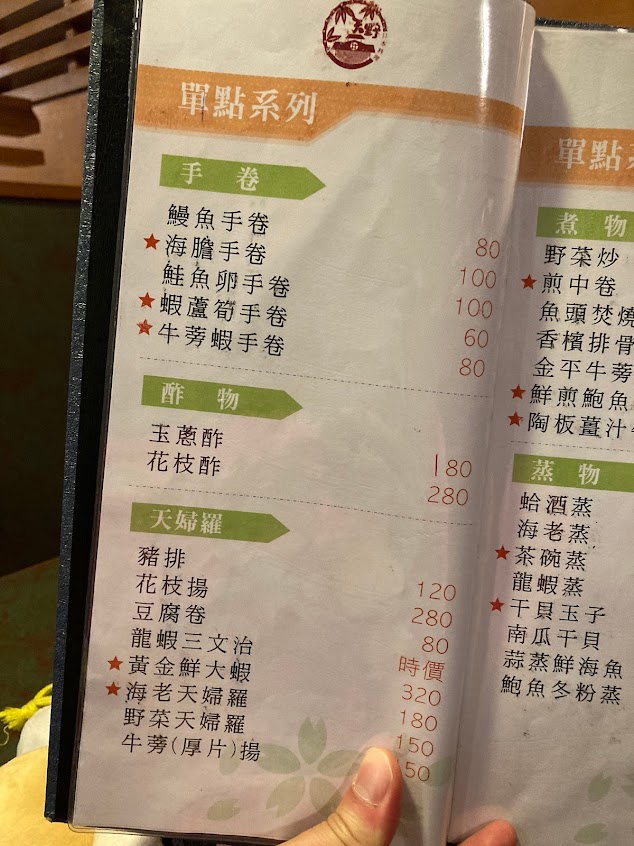 玉野
單點系列
手卷
鰻魚手卷 80
★海膽手卷 100
鮭魚卵手卷 100
★蝦蘆筍手卷 60
★牛蒡蝦手卷 80
酢物
玉蔥酢 180
花枝酢 280
天婦羅
豬排 120
花枝揚 280
豆腐卷 80
龍蝦三文治 時價
★黃金鮮大蝦 320
★海老天婦羅 180
野菜天婦羅 150
牛蒡(厚片)揚 50
單點系
煮物
野菜炒
★煎中卷
魚頭焚燒
香檳排骨
金平牛蒡
★鮮煎鮑魚
★陶板薑汁
蒸物
蛤酒蒸
海老蒸
★茶碗蒸
龍蝦蒸
★干貝玉子
南瓜干貝
蒜蒸鮮海魚
鮑魚冬粉蒸